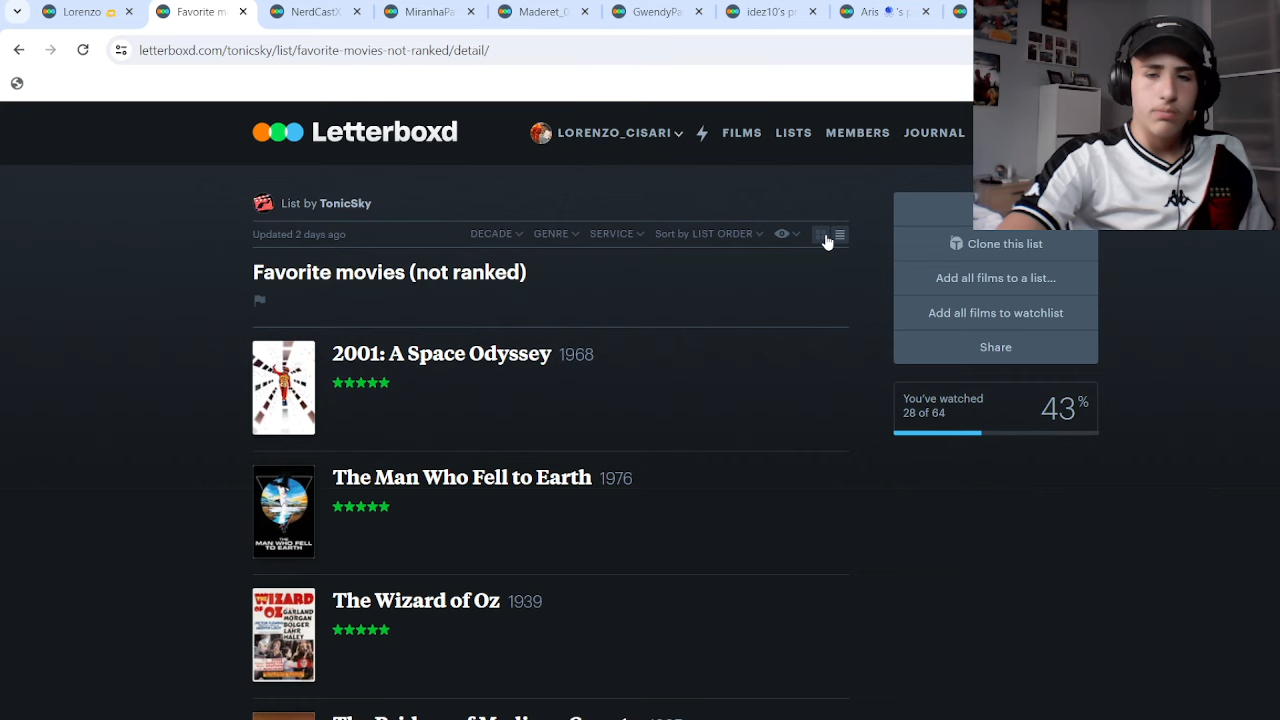 Lorenzo
Favorite m
NerdCastX
MiranhaPa
Maderet_0
GwendyPa
idez10's p
Aris 's p
letterboxd.com/tonicsky/list/favorite-movies-not-ranked/detail/
Letterboxd
LORENZO_CISARI
FILMS
LISTS
MEMBERS
JOURNAL
List by TonicSky
Updated 2 days ago
DECADE
GENRE
SERVICE
Sort by LIST ORDER
Favorite movies (not ranked)
Clone this list
Add all films to a list...
Add all films to watchlist
Share
You've watched
28 of 64
43%
2001: A Space Odyssey 1968
The Man Who Fell to Earth 1976
THE
MAN WHO FELL
TO EARTH
The Wizard of Oz 1939
WIZARD
OF OZ
GARLAND
MORGAN
BOLGER
LAHR
HALEY